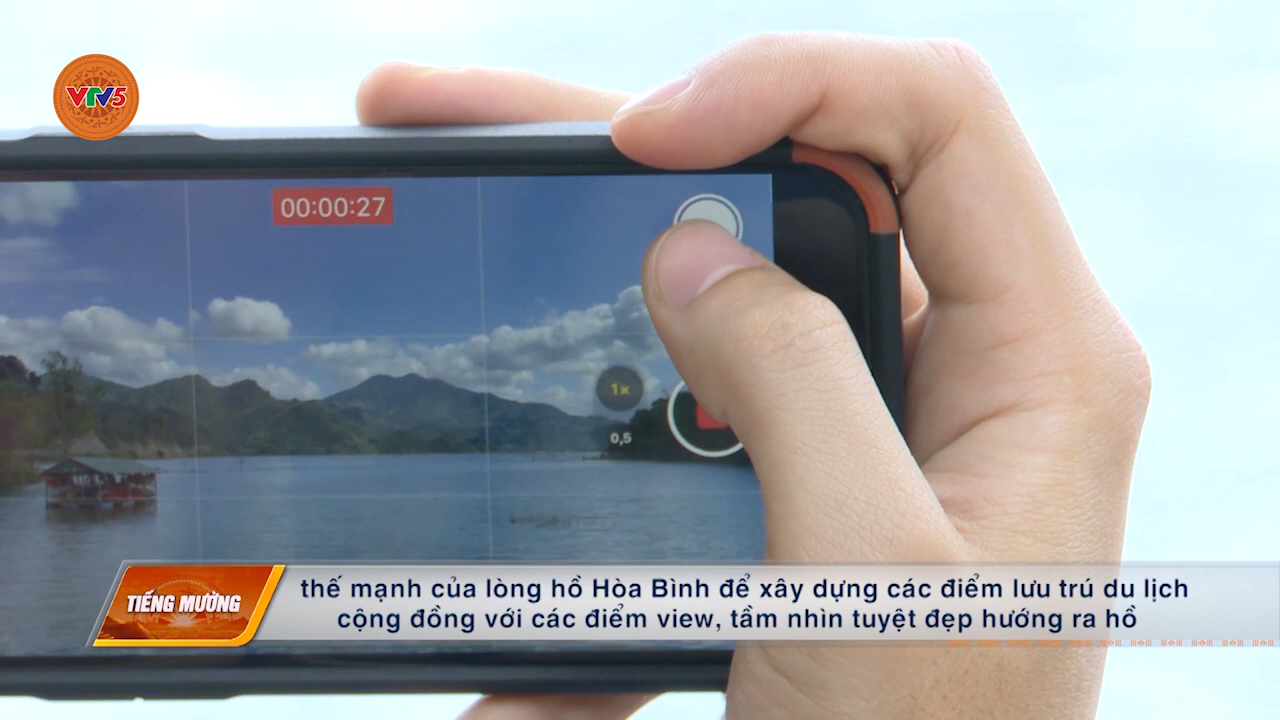 VTV5
00:00:27
1×
0,5
TIẾNG MƯỜNG
thế mạnh của lòng hồ Hòa Bình để xây dựng các điểm lưu trú du lịch
cộng đồng với các điểm view, tầm nhìn tuyệt đẹp hướng ra hồ